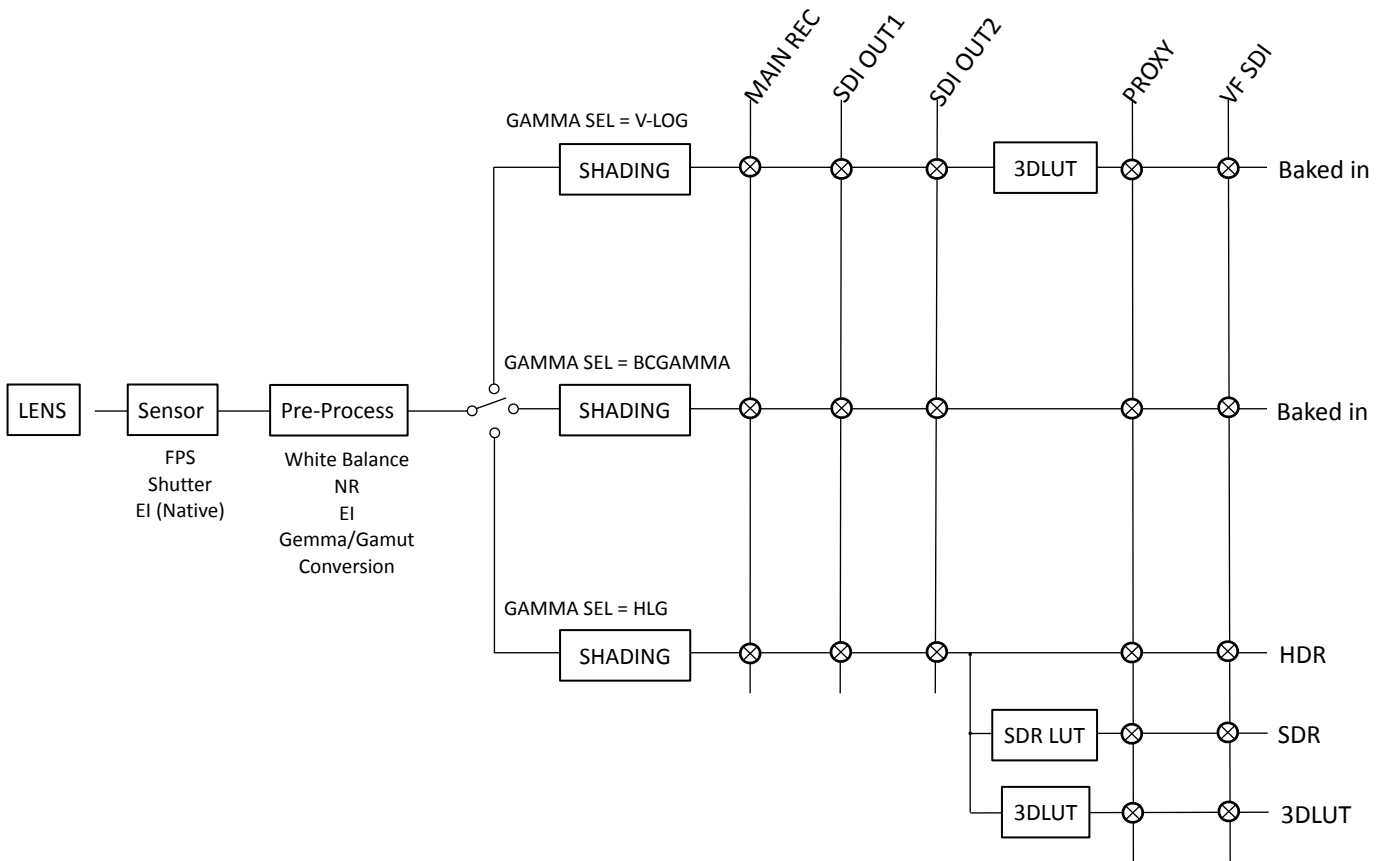 MAIN REC
SDI OUT1
SDI OUT2
PROXY
VF SDI
GAMMA SEL = V-LOG
SHADING
3DLUT
Baked in
GAMMA SEL = BCGAMMA
LENS
Sensor
Pre-Process
SHADING
Baked in
FPS
Shutter
EI (Native)
White Balance
NR
EI
Gemma/Gamut
Conversion
GAMMA SEL = HLG
SHADING
HDR
SDR LUT
SDR
3DLUT
3DLUT